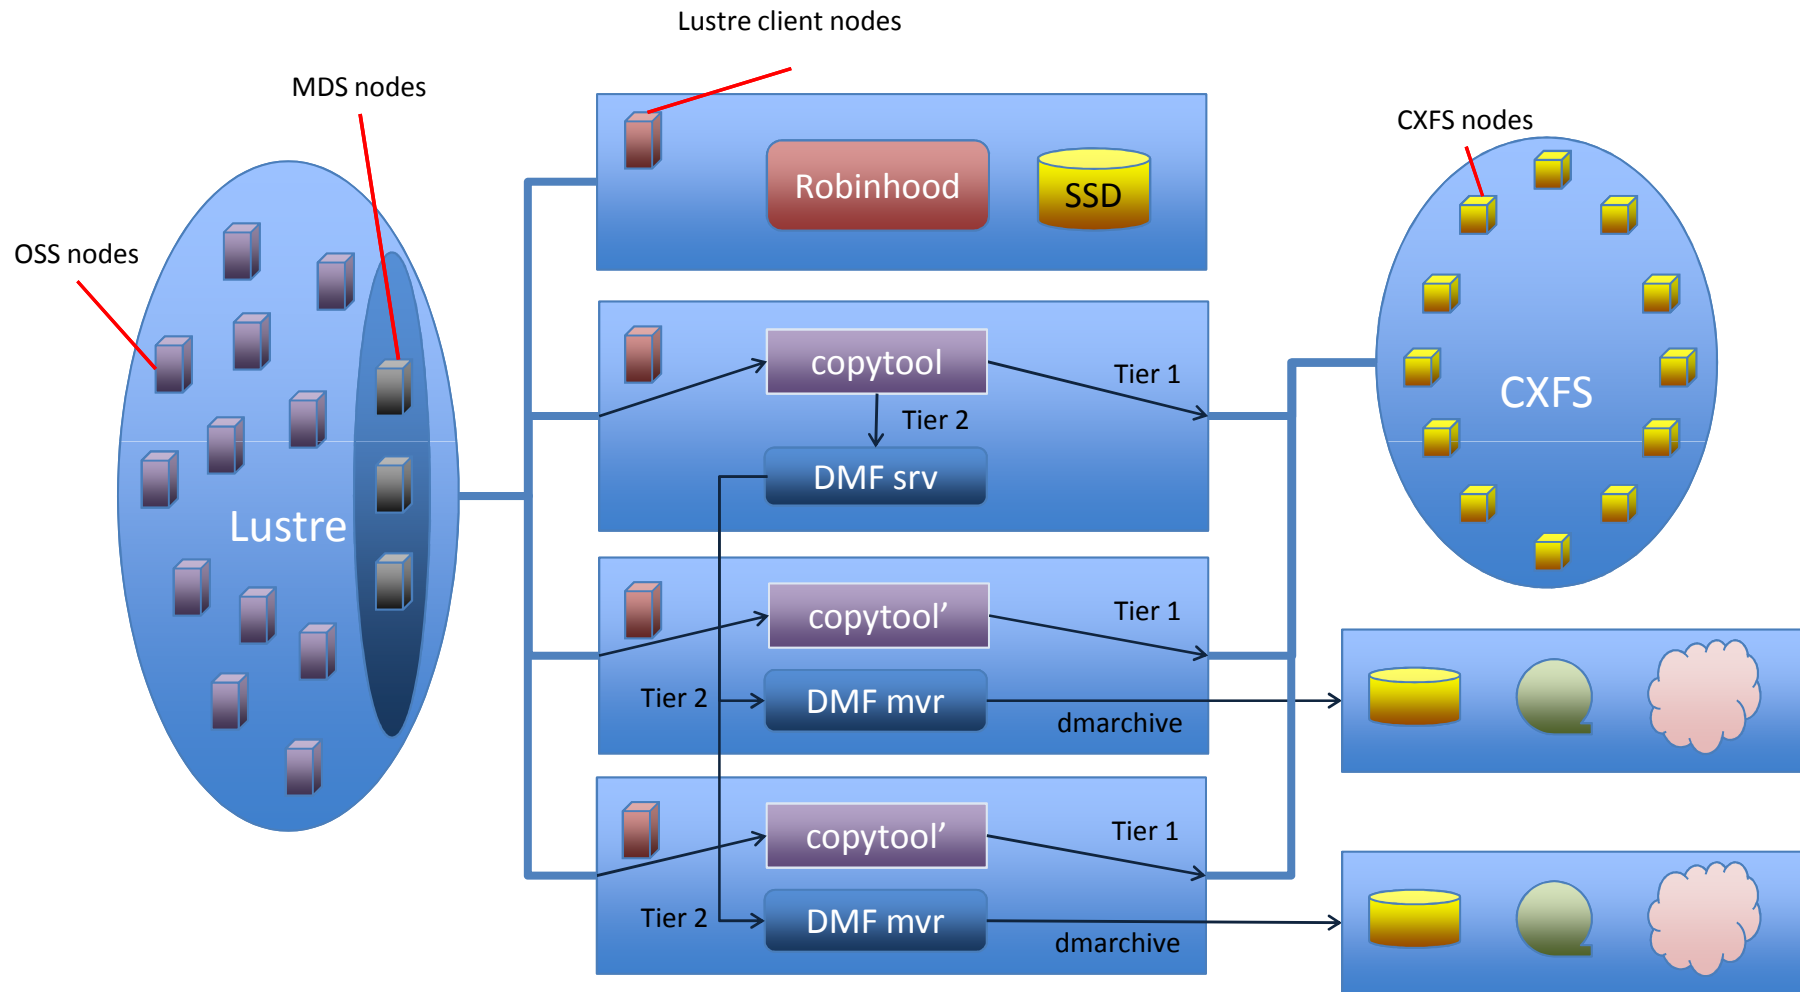 Lustre client nodes
MDS nodes
CXFS nodes
Robinhood
SSD
OSS nodes
copytool
Tier 1
Tier 2
CXFS
DMF srv
Lustre
copytool’
Tier 1
Tier 2
DMF mvr
dmarchive
copytool’
Tier 1
Tier 2
DMF mvr
dmarchive